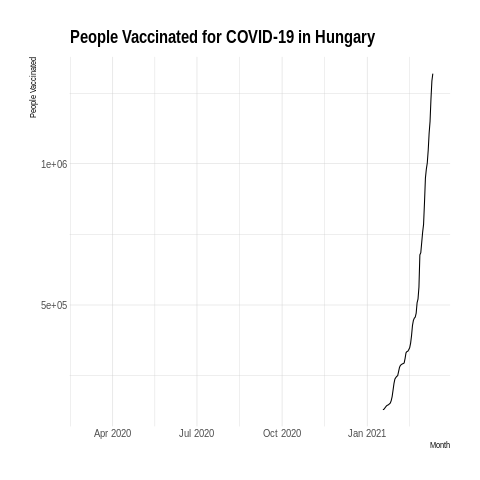 People Vaccinated for COVID-19 in Hungary
People Vaccinated
1e+06
5e+05
Apr 2020 Jul 2020 Oct 2020 Jan 2021
Month